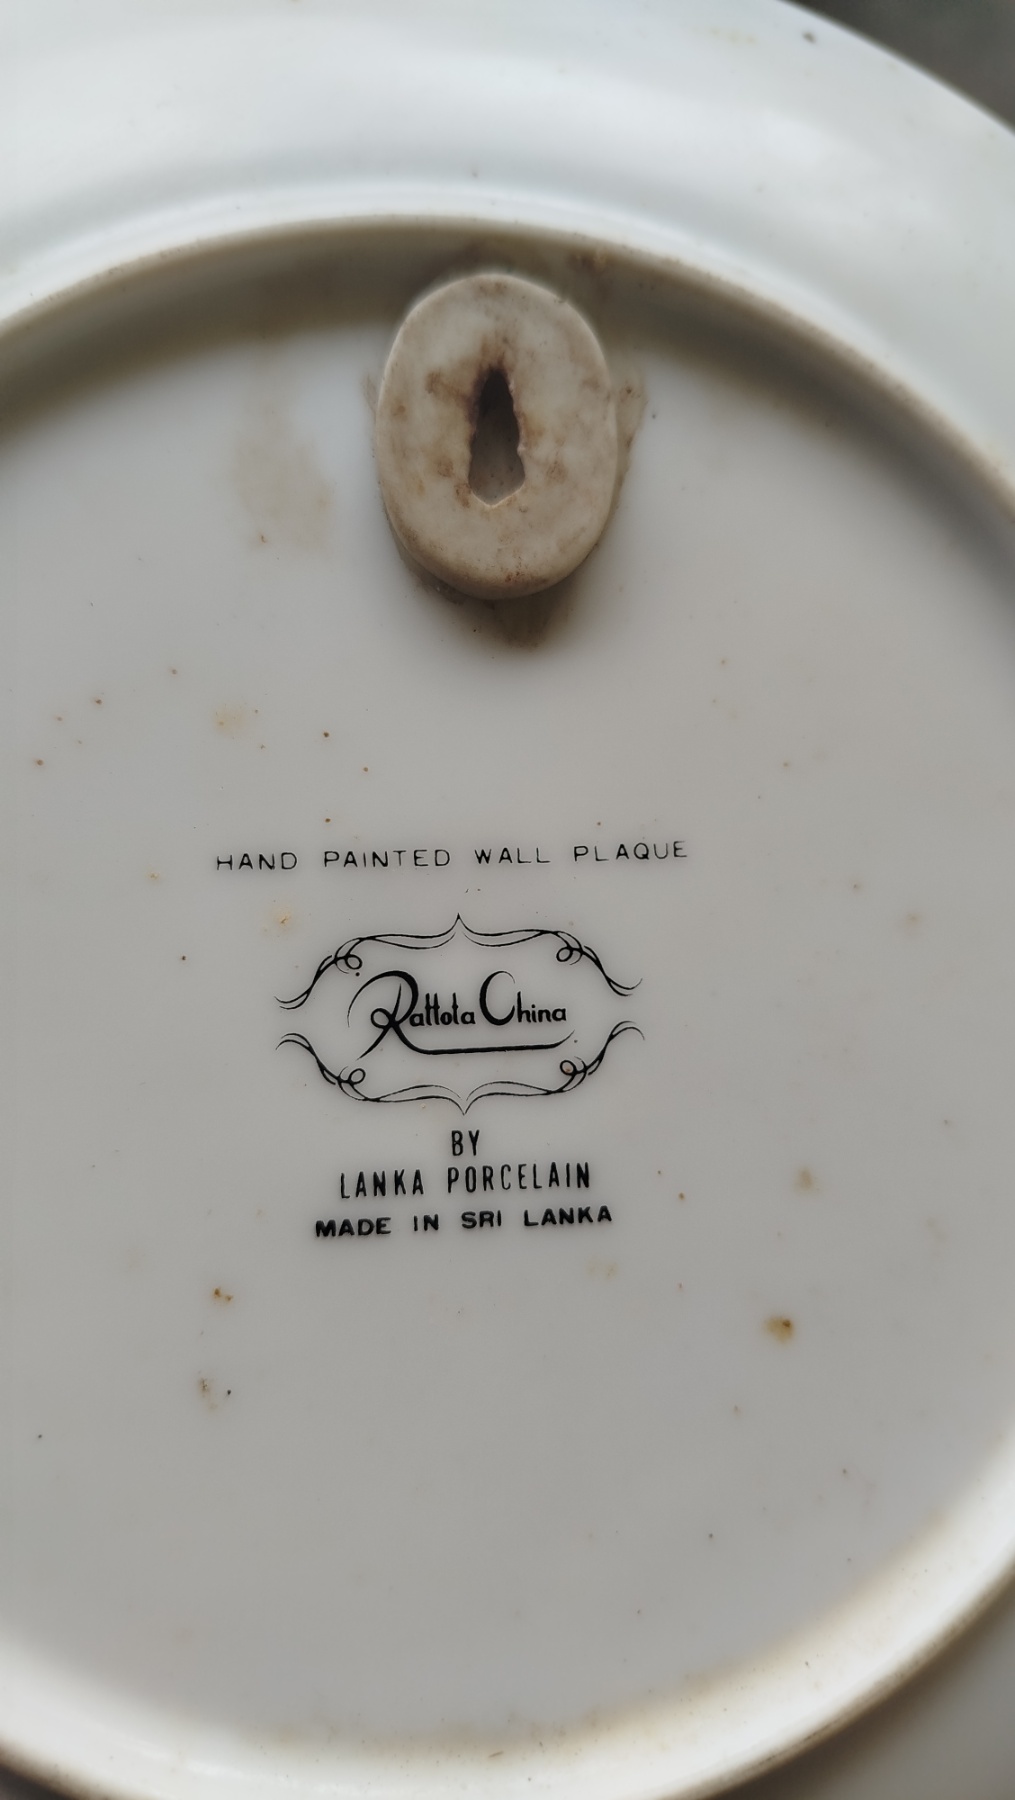 HAND PAINTED WALL PLAQUE
Rattota China
BY
LANKA PORCELAIN
MADE IN SRI LANKA